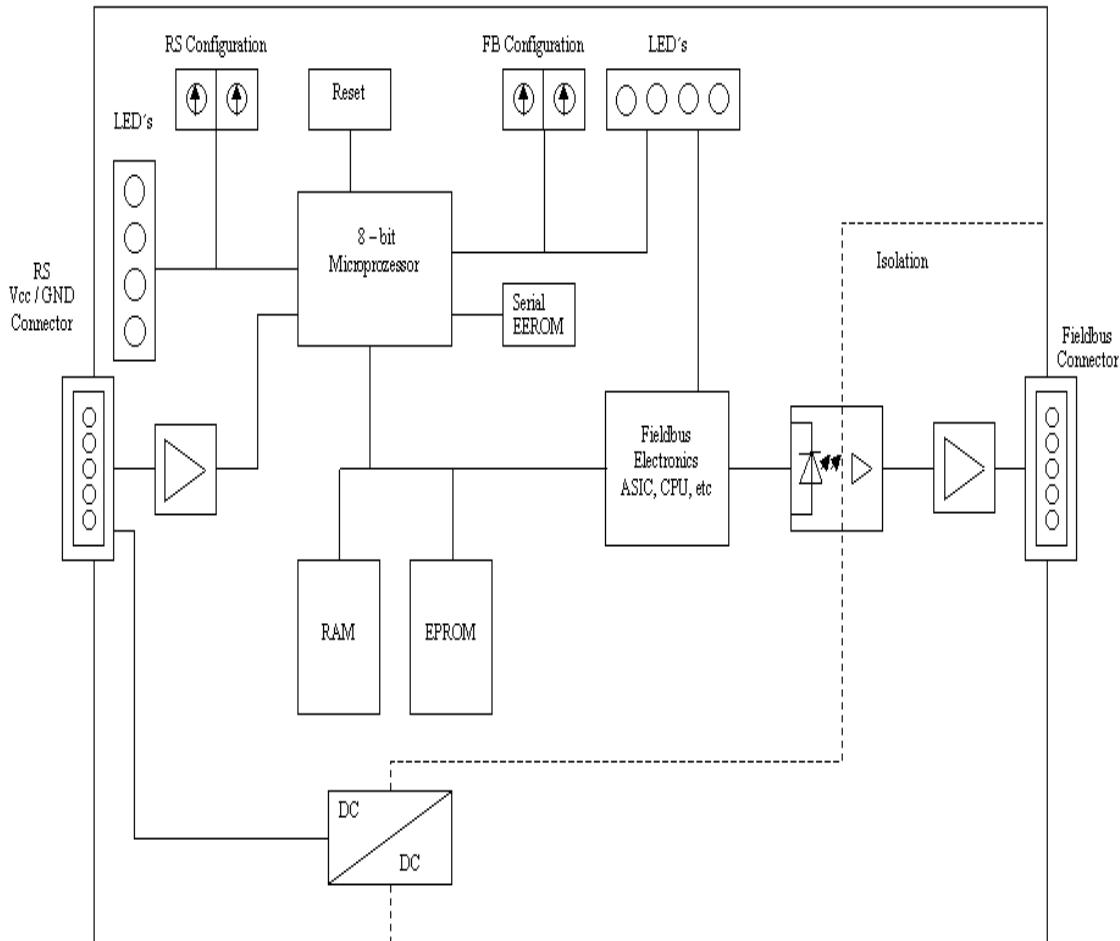 RS Configuration
FB Configuration
LED´s
Reset
LED´s
8 – bit
Microprozessor
Isolation
RS
Vcc / GND
Connector
Serial
EEROM
Fieldbus
Connector
Fieldbus
Electronics
ASIC, CPU, etc
RAM
EPROM
DC
DC